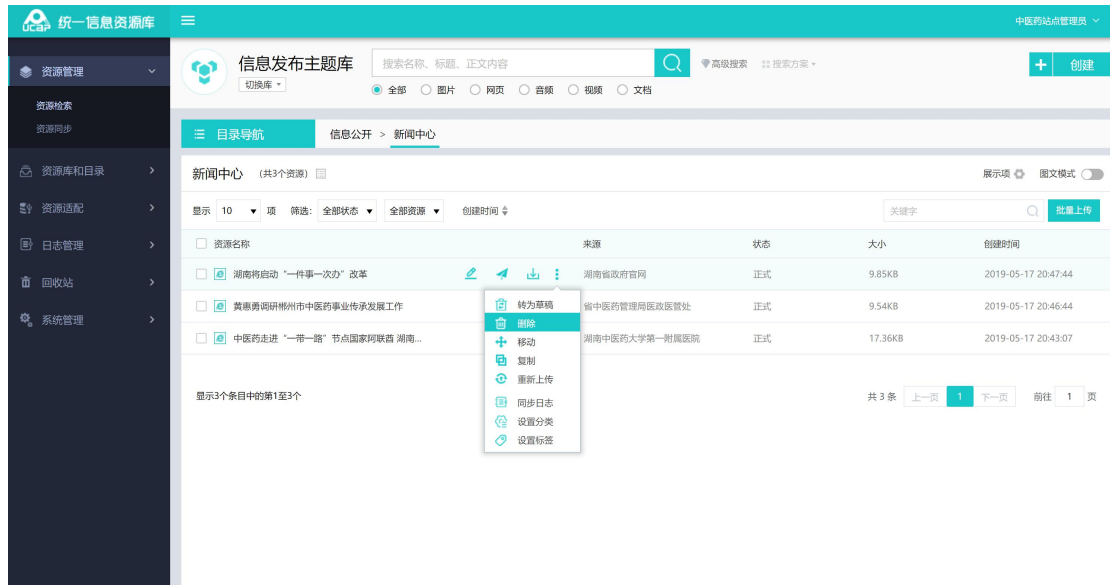 ucap 统一信息资源库
中医药站点管理员
资源管理
资源检索
资源同步
资源库和目录
资源适配
日志管理
回收站
系统管理
信息发布主题库
切换库
搜索名称、标题、正文内容
高级搜索
搜索方案
+ 创建
全部 图片 网页 音频 视频 文档
目录导航
信息公开 > 新闻中心
新闻中心 (共3个资源)
展示项 图文模式
显示 10 项 筛选: 全部状态 全部资源 创建时间
关键字
批量上传
资源名称 来源 状态 大小 创建时间
湖南将启动“一件事一次办”改革 湖南省政府官网 正式 9.85KB 2019-05-17 20:47:44
黄惠勇调研郴州市中医药事业传承发展工作 省中医药管理局医政医管处 正式 9.54KB 2019-05-17 20:46:44
中医药走进“一带一路”节点国家阿联酋 湖南... 湖南中医药大学第一附属医院 正式 17.36KB 2019-05-17 20:43:07
转为草稿
删除
移动
复制
重新上传
同步日志
设置分类
设置标签
显示3个条目中的第1至3个
共 3 条 上一页 1 下一页 前往 1 页